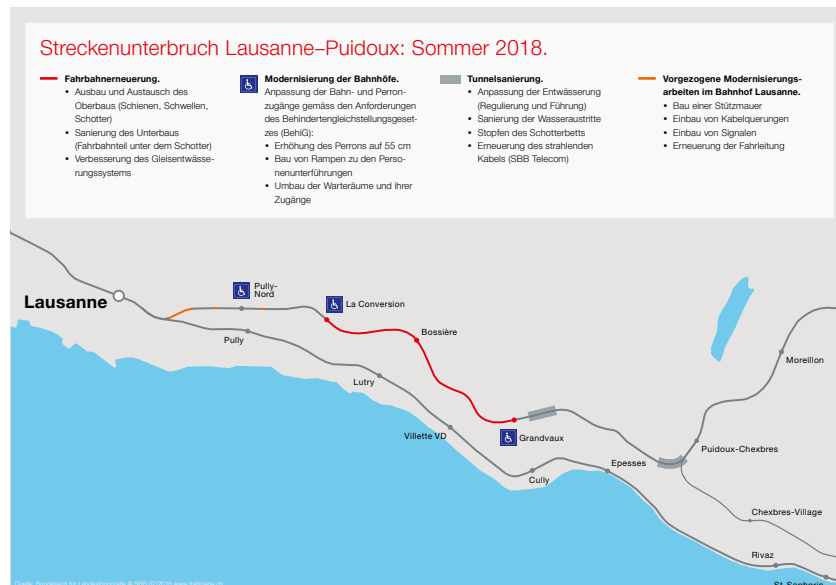 Streckenunterbruch Lausanne–Puidoux: Sommer 2018.
Fahrbahnerneuerung.
• Ausbau und Austausch des
Oberbaus (Schienen, Schwellen,
Schotter)
• Sanierung des Unterbaus
(Fahrbahnteil unter dem Schotter)
• Verbesserung des Gleisentwässe-
rungssystems
Modernisierung der Bahnhöfe.
Anpassung der Bahn- und Perron-
zugänge gemäss den Anforderungen
des Behindertengleichstellungsgeset-
zes (BehiG):
• Erhöhung des Perrons auf 55 cm
• Bau von Rampen zu den Perso-
nenunterführungen
• Umbau der Warteräume und ihrer
Zugänge
Tunnelsanierung.
• Anpassung der Entwässerung
(Regulierung und Führung)
• Sanierung der Wasseraustritte
• Stopfen des Schotterbetts
• Erneuerung des strahlenden
Kabels (SBB Telecom)
Vorgezogene Modernisierungs-
arbeiten im Bahnhof Lausanne.
• Bau einer Stützmauer
• Einbau von Kabelquerungen
• Einbau von Signalen
• Erneuerung der Fahrleitung
Lausanne
Pully-
Nord
La Conversion
Pully
Bossière
Lutry
Moreillon
Villette VD
Grandvaux
Puidoux-Chexbres
Epesses
Cully
Chexbres-Village
Rivaz
St-Saphorin